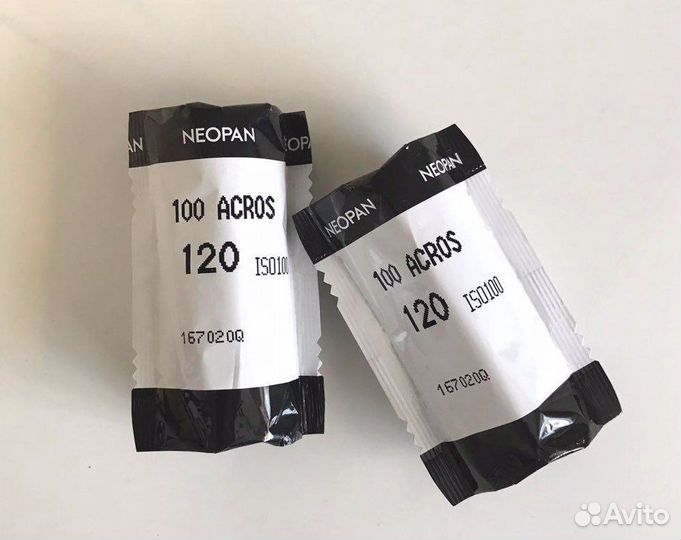 NEOPAN
100 ACROS
120 ISO100
167020Q
NEOPAN NEOPAN
100 ACROS
120 ISO100
167020Q
Avito